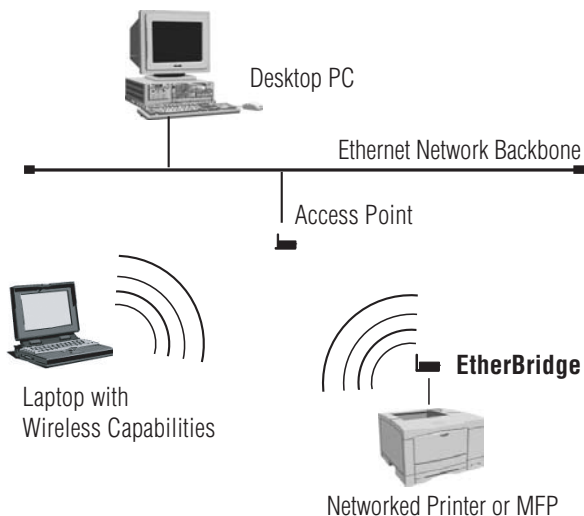 Desktop PC
Ethernet Network Backbone
Access Point
EtherBridge
Laptop with
Wireless Capabilities
Networked Printer or MFP